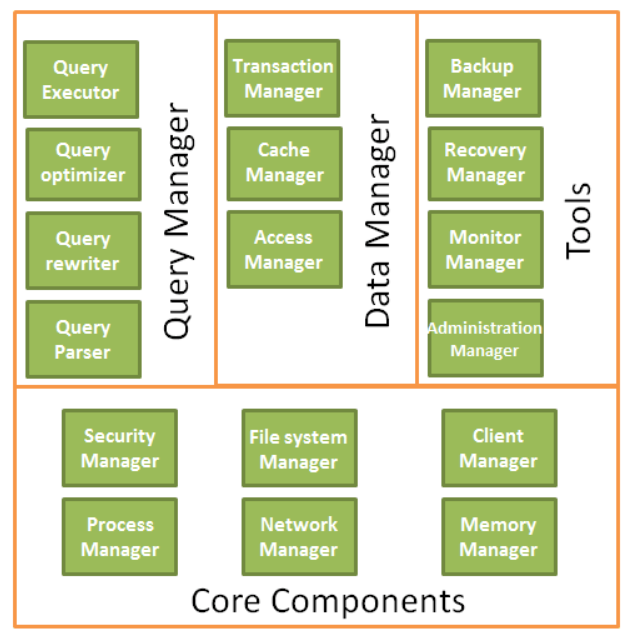 Query
Executor
Query
optimizer
Query
rewriter
Query
Parser
Query Manager
Transaction
Manager
Cache
Manager
Access
Manager
Data Manager
Backup
Manager
Recovery
Manager
Monitor
Manager
Administration
Manager
Tools
Security
Manager
File system
Manager
Client
Manager
Process
Manager
Network
Manager
Memory
Manager
Core Components